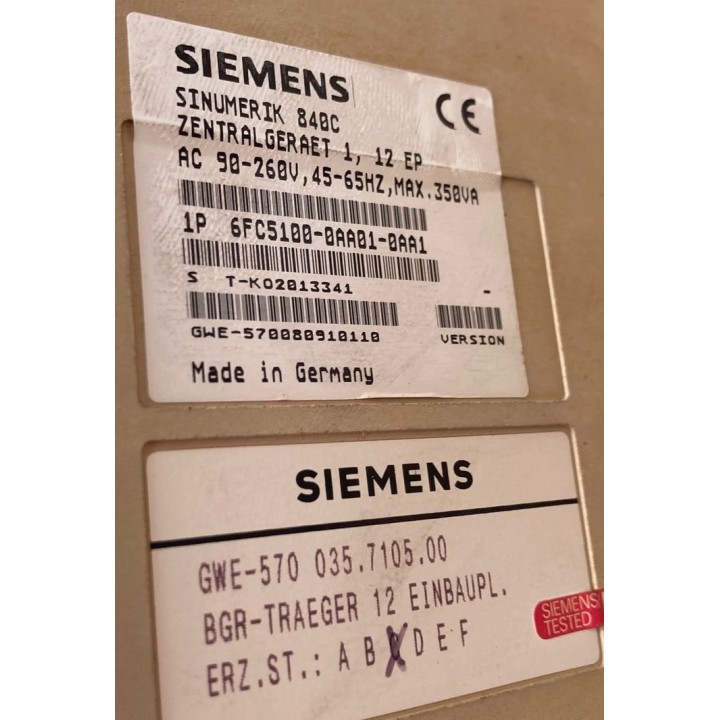 SIEMENS
SINUMERIK 840C
ZENTRALGERAET 1, 12 EP
AC 90-260V,45-65HZ,MAX.350VA
1P 6FC5100-0AA01-0AA1
S T-K02013341
-
GWE-570080910110
VERSION
Made in Germany
CE
SIEMENS
GWE-570 035.7105.00
BGR-TRAEGER 12 EINBAUPL.
ERZ.ST.: A B C D E F
SIEMENS
TESTED